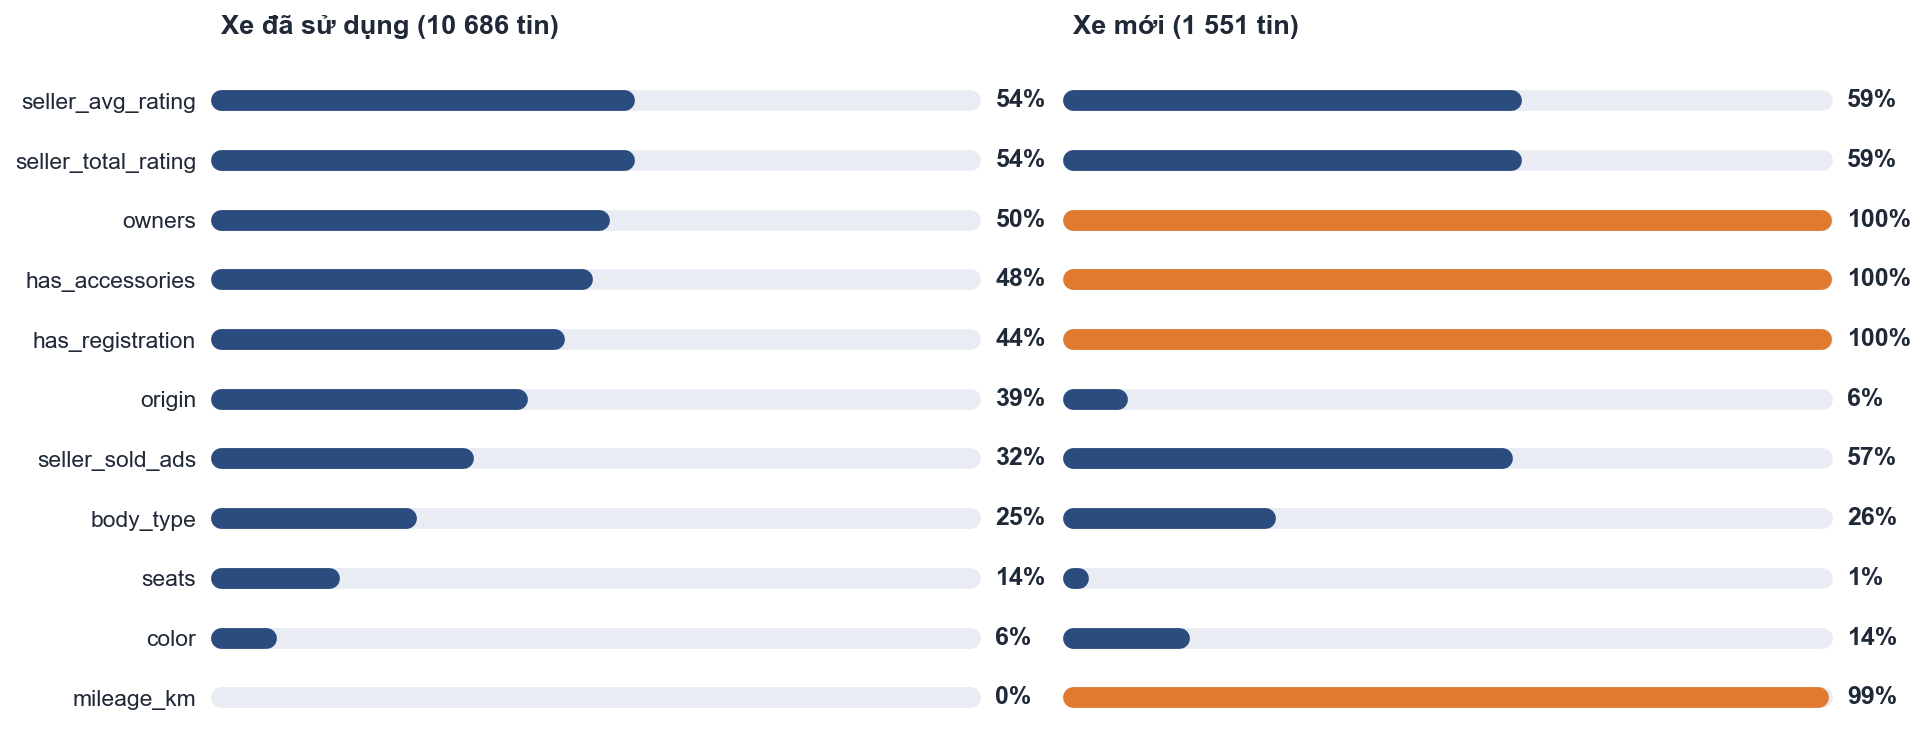 Xe đã sử dụng (10 686 tin) Xe mới (1 551 tin)
seller_avg_rating 54% 59%
seller_total_rating 54% 59%
owners 50% 100%
has_accessories 48% 100%
has_registration 44% 100%
origin 39% 6%
seller_sold_ads 32% 57%
body_type 25% 26%
seats 14% 1%
color 6% 14%
mileage_km 0% 99%